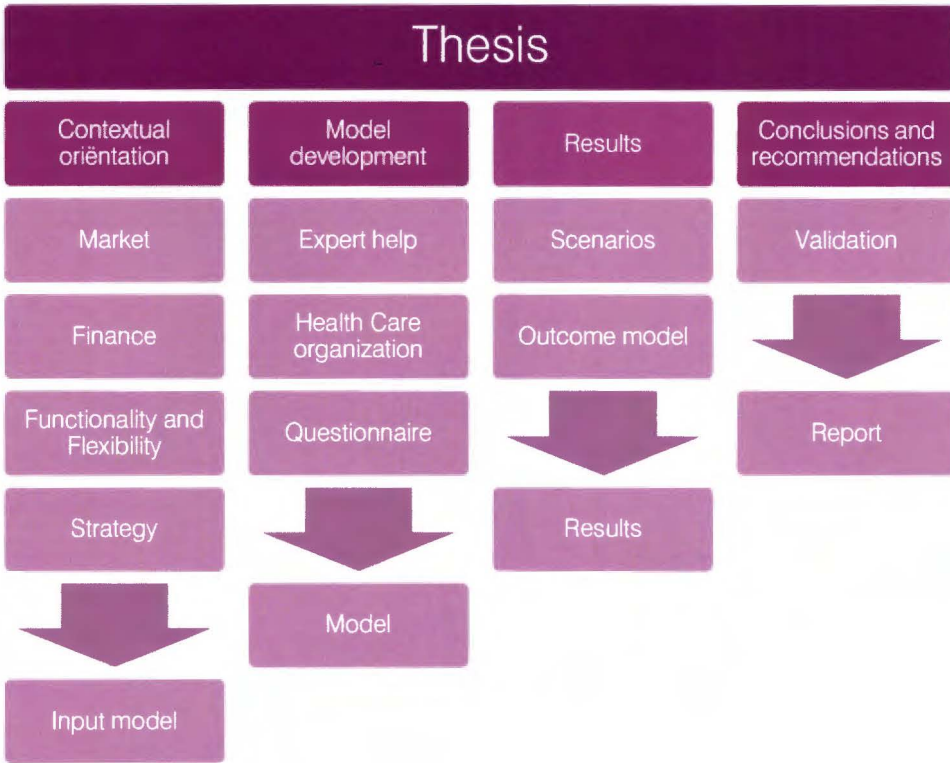 Thesis
Contextual
oriëntation
Market
Finance
Functionality and
Flexibility
Strategy
Input model
Model
development
Expert help
Health Care
organization
Questionnaire
Model
Results
Scenarios
Outcome model
Results
Conclusions and
recommendations
Validation
Report